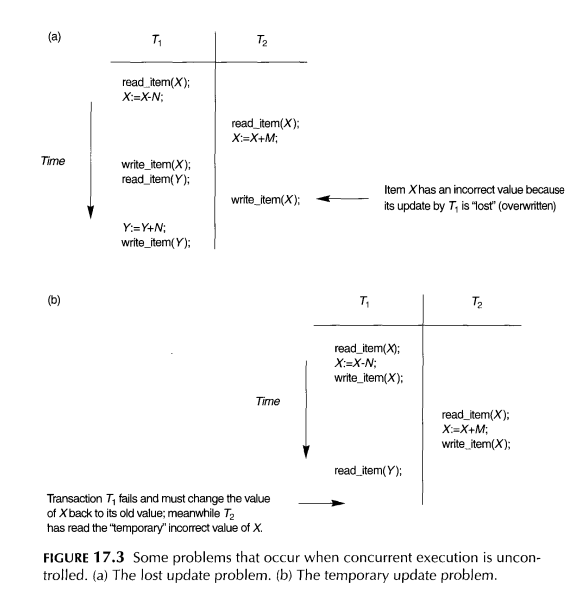 (a)
T1 T2
read_item(X);
X:=X-N;
read_item(X);
X:=X+M;
Time
write_item(X);
read_item(Y);
write_item(X);
Item X has an incorrect value because
its update by T1 is "lost" (overwritten)
Y:=Y+N;
write_item(Y);
(b)
T1 T2
read_item(X);
X:=X-N;
write_item(X);
Time
read_item(X);
X:=X+M;
write_item(X);
read_item(Y);
Transaction T1 fails and must change the value
of X back to its old value; meanwhile T2
has read the "temporary" incorrect value of X.
FIGURE 17.3 Some problems that occur when concurrent execution is uncon-
trolled. (a) The lost update problem. (b) The temporary update problem.